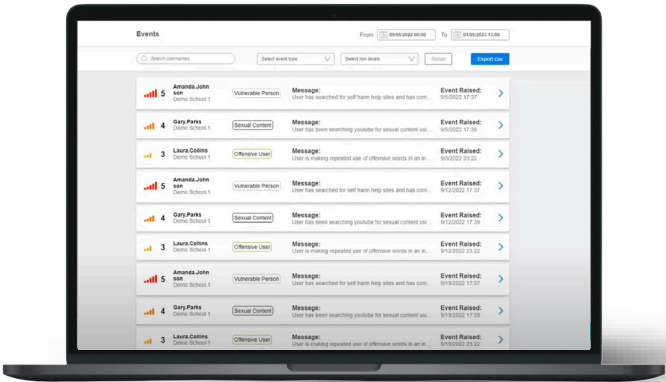 Events
From 05/05/2022 00:00 To 01/05/2023 13:08
Search usernames Select event type Select risk levels Reset Export csv
5 Amanda.John son Demo School 1 Vulnerable Person Message: User has searched for self harm help sites and has com... Event Raised: 9/5/2022 17:37
4 Gary.Parks Demo School 1 Sexual Content Message: User has been searching youtube for sexual content usi... Event Raised: 9/5/2022 17:39
3 Laura.Collins Demo School 1 Offensive User Message: User is making repeated use of offensive words in an in... Event Raised: 9/5/2022 23:22
5 Amanda.John son Demo School 1 Vulnerable Person Message: User has searched for self harm help sites and has com... Event Raised: 9/12/2022 17:37
4 Gary.Parks Demo School 1 Sexual Content Message: User has been searching youtube for sexual content usi... Event Raised: 9/12/2022 17:39
3 Laura.Collins Demo School 1 Offensive User Message: User is making repeated use of offensive words in an in... Event Raised: 9/12/2022 23:22
5 Amanda.John son Demo School 1 Vulnerable Person Message: User has searched for self harm help sites and has com... Event Raised: 9/19/2022 17:37
4 Gary.Parks Demo School 1 Sexual Content Message: User has been searching youtube for sexual content usi... Event Raised: 9/19/2022 17:39
3 Laura.Collins Demo School 1 Offensive User Message: User is making repeated use of offensive words in an in... Event Raised: 9/19/2022 23:22